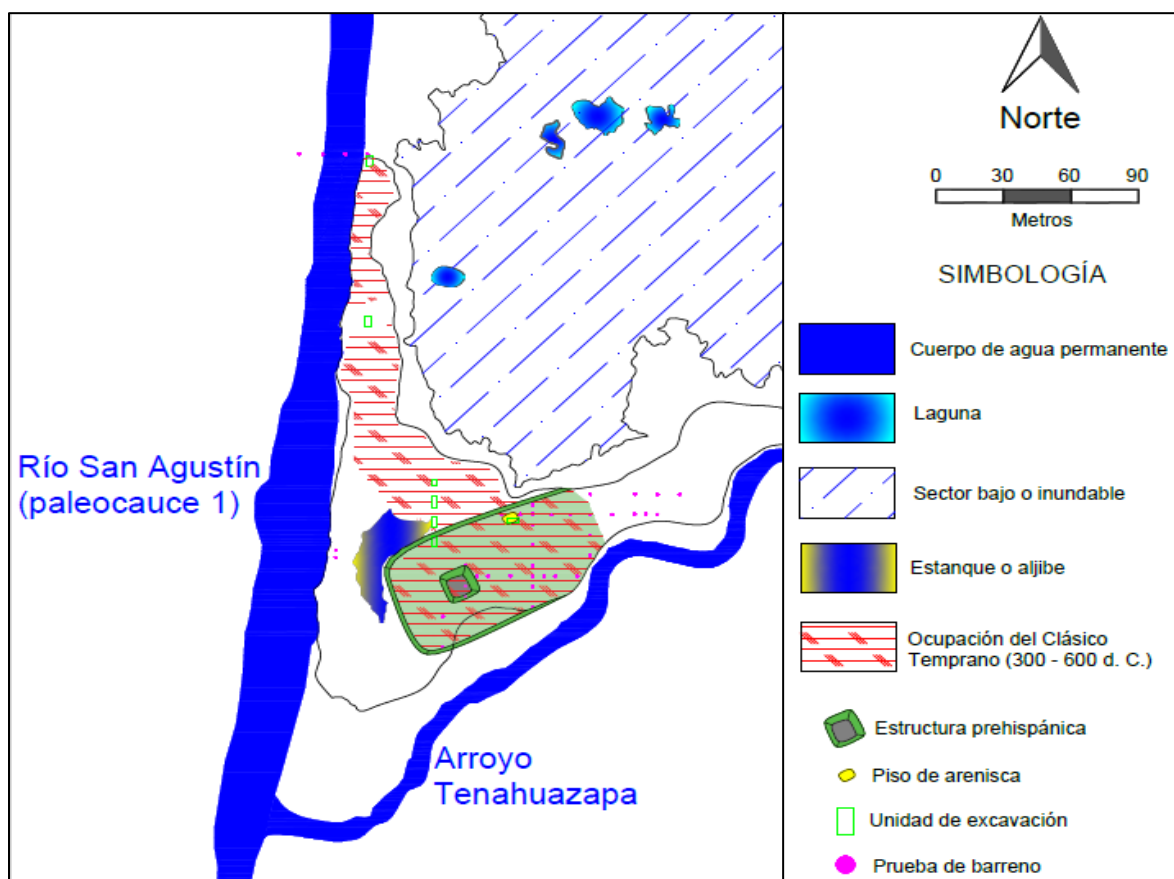 Río San Agustín
(paleocauce 1)
Arroyo
Tenahuazapa
Norte
0 30 60 90
Metros
SIMBOLOGÍA
Cuerpo de agua permanente
Laguna
Sector bajo o inundable
Estanque o aljibe
Ocupación del Clásico
Temprano (300 - 600 d. C.)
Estructura prehispánica
Piso de arenisca
Unidad de excavación
Prueba de barreno